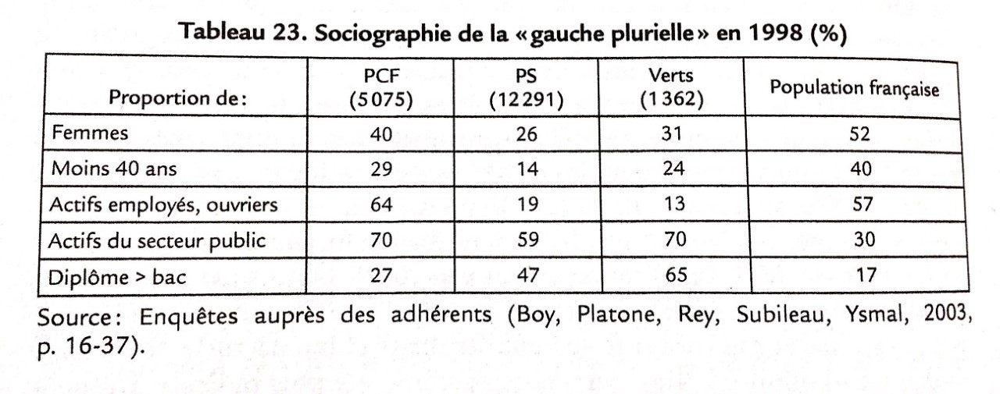 Tableau 23. Sociographie de la «gauche plurielle» en 1998 (%)
Proportion de: PCF (5075) PS (12291) Verts (1362) Population française
Femmes 40 26 31 52
Moins 40 ans 29 14 24 40
Actifs employés, ouvriers 64 19 13 57
Actifs du secteur public 70 59 70 30
Diplôme > bac 27 47 65 17
Source: Enquêtes auprès des adhérents (Boy, Platone, Rey, Subileau, Ysmal, 2003,
p. 16-37).